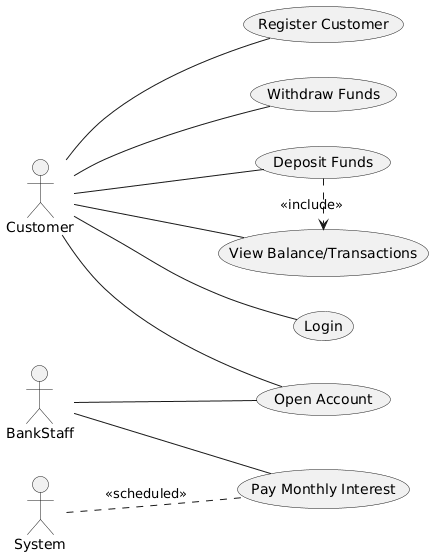 Register Customer
Withdraw Funds
Deposit Funds
«include»
Customer
View Balance/Transactions
Login
Open Account
BankStaff
Pay Monthly Interest
«scheduled»
System